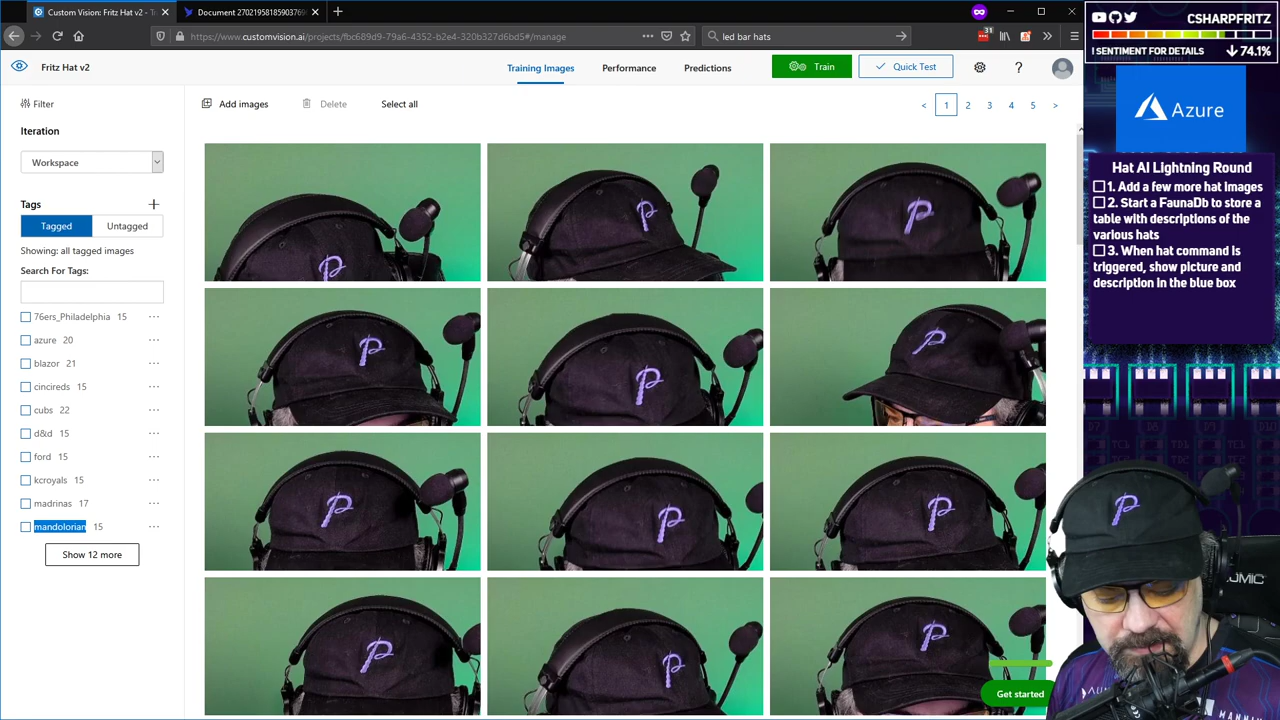 Custom Vision: Fritz Hat v2 - Tr
Document 27021958185903769
https://www.customvision.ai/projects/fbc689d9-79a6-4352-b2e4-320b327d6bd5#/manage
led bar hats
31
Fritz Hat v2
Training Images
Performance
Predictions
Train
Quick Test
Filter
Add images
Delete
Select all
<
1
2
3
4
5
>
Iteration
Workspace
Tags
Tagged
Untagged
Showing: all tagged images
Search For Tags:
76ers_Philadelphia 15
azure 20
blazor 21
cincireds 15
cubs 22
d&d 15
ford 15
kcroyals 15
madrinas 17
mandolorian 15
Show 12 more
Get started
CSHARPFRITZ
! SENTIMENT FOR DETAILS
74.1%
Azure
Hat AI Lightning Round
1. Add a few more hat images
2. Start a FaunaDb to store a
table with descriptions of the
various hats
3. When hat command is
triggered, show picture and
description in the blue box